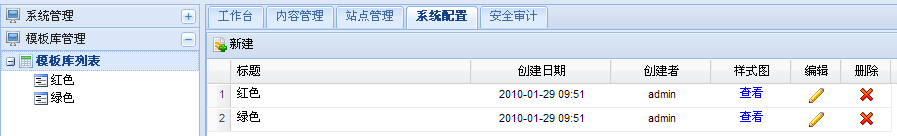 系统管理
模板库管理
模板库列表
红色
绿色
工作台 内容管理 站点管理 系统配置 安全审计
新建
标题 创建日期 创建者 样式图 编辑 删除
1 红色 2010-01-29 09:51 admin 查看
2 绿色 2010-01-29 09:51 admin 查看